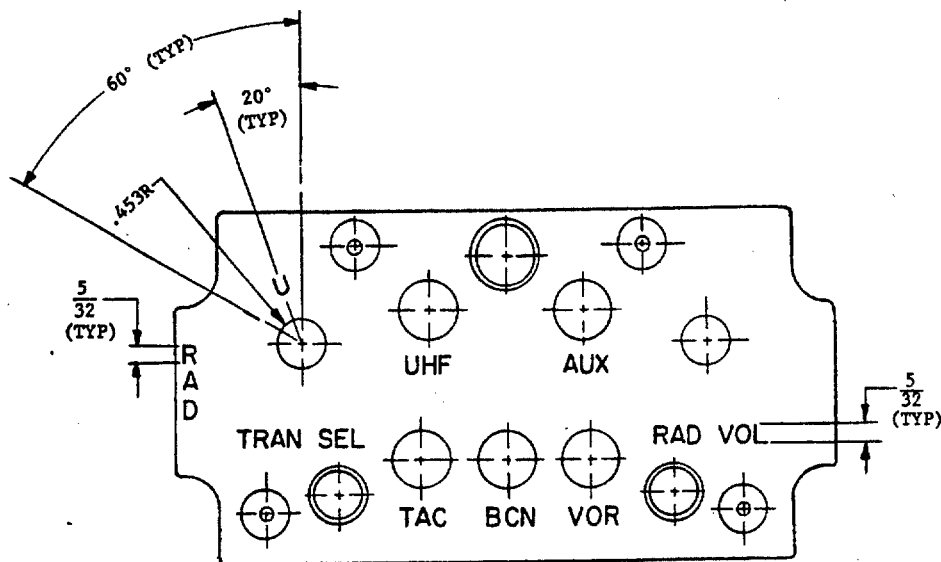 60° (TYP)
20°
(TYP)
.453R
5
32
(TYP)
U
R
A
D
UHF
AUX
5
32
(TYP)
TRAN SEL
RAD VOL
TAC
BCN
VOR